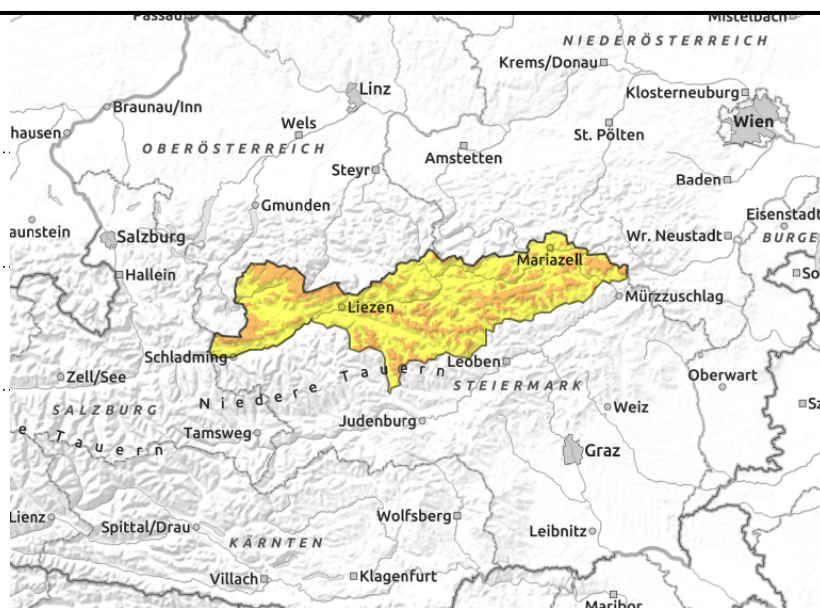 Passau
Mistelbach
NIEDERÖSTERREICH
Krems/Donau
Linz
Klosterneuburg
Braunau/Inn
Wien
hausen
Wels
St. Pölten
OBERÖSTERREICH
Amstetten
Steyr
Baden
Gmunden
Eisenstadt
aunstein
Salzburg
Wr. Neustadt
BURGE
Mariazell
Hallein
So
Liezen
Mürzzuschlag
Schladming
Leoben
Zell/See
Niedere Tauern
STEIERMARK
Oberwart
SALZBURG
Weiz
Sz
Judenburg
Tamsweg
e Tauern
Graz
Lienz
Wolfsberg
Spittal/Drau
Leibnitz
KÄRNTEN
Villach
Klagenfurt
Maribor